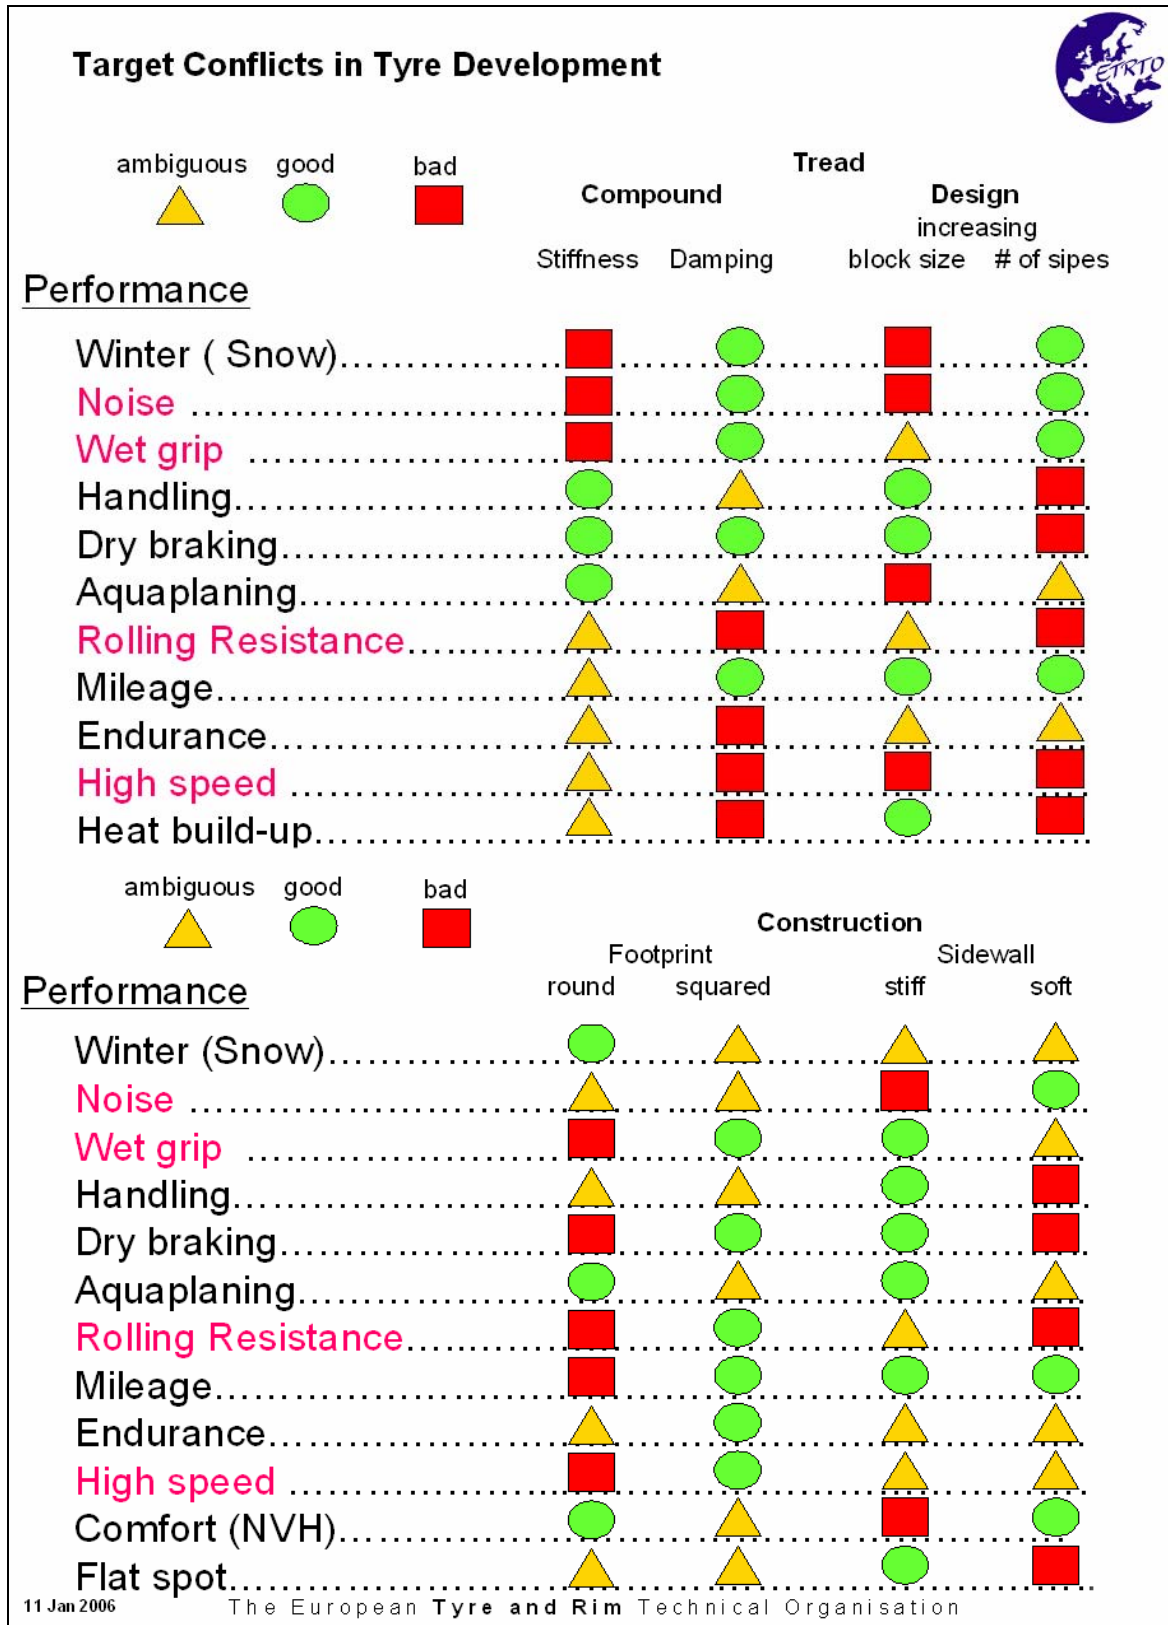 Target Conflicts in Tyre Development
ETRTO
ambiguous good bad
Tread
Compound Design
increasing
Stiffness Damping block size # of sipes
Performance
Winter ( Snow)
Noise
Wet grip
Handling
Dry braking
Aquaplaning
Rolling Resistance
Mileage
Endurance
High speed
Heat build-up
ambiguous good bad
Construction
Footprint Sidewall
Performance round squared stiff soft
Winter (Snow)
Noise
Wet grip
Handling
Dry braking
Aquaplaning
Rolling Resistance
Mileage
Endurance
High speed
Comfort (NVH)
Flat spot
11 Jan 2006 The European Tyre and Rim Technical Organisation